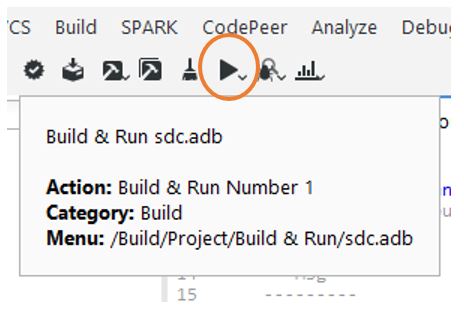 /CS Build SPARK CodePeer Analyze Debug
Build & Run sdc.adb
Action: Build & Run Number 1
Category: Build
Menu: /Build/Project/Build & Run/sdc.adb
15 ---------